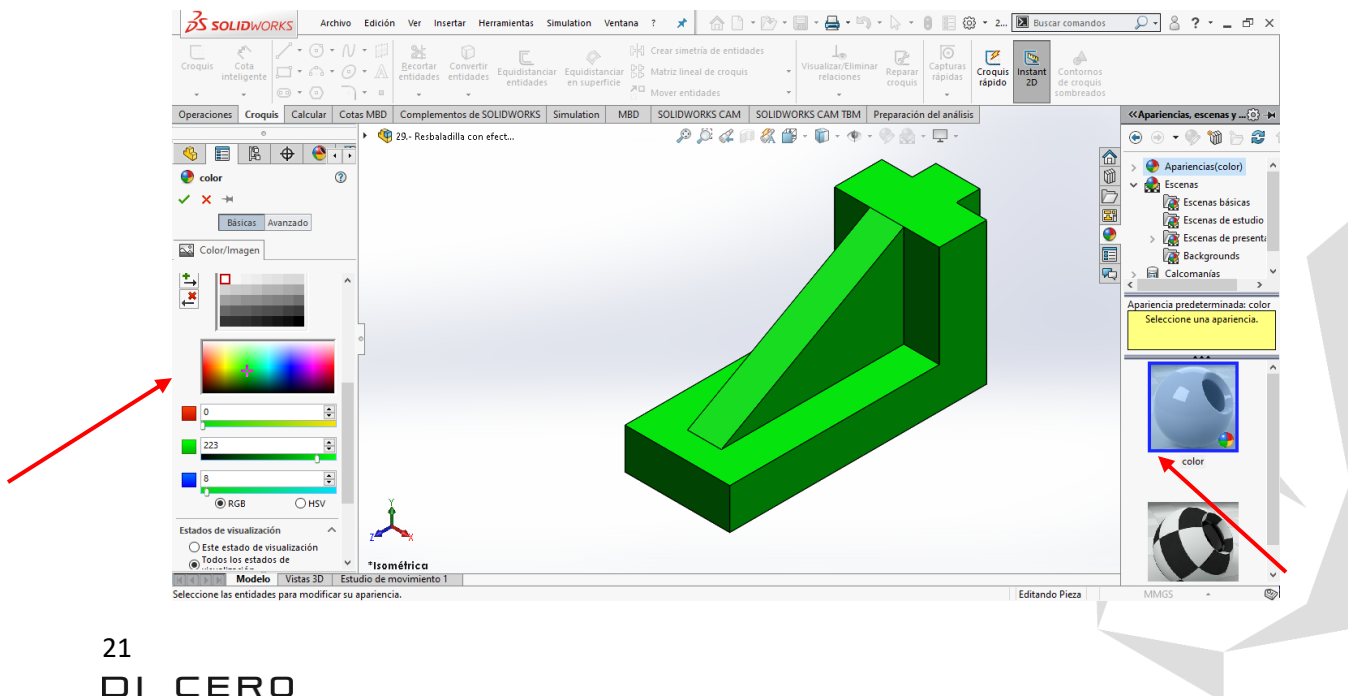 SOLIDWORKS Archivo Edición Ver Insertar Herramientas Simulation Ventana ? 2... Buscar comandos ?
Croquis
Cota inteligente
Recortar entidades
Convertir entidades
Equidistanciar entidades
Equidistanciar en superficie
Crear simetría de entidades
Matriz lineal de croquis
Mover entidades
Visualizar/Eliminar relaciones
Reparar croquis
Capturas rápidas
Croquis rápido
Instant 2D
Contornos de croquis sombreados
Operaciones Croquis Calcular Cotas MBD Complementos de SOLIDWORKS Simulation MBD SOLIDWORKS CAM SOLIDWORKS CAM TBM Preparación del análisis
29.- Resbaladilla con efect...
color
Básicas Avanzado
Color/Imagen
0
223
8
RGB HSV
Estados de visualización
Este estado de visualización
Todos los estados de
visualización
Y
Z X
*Isométrica
Apariencias, escenas y ...
Apariencias(color)
Escenas
Escenas básicas
Escenas de estudio
Escenas de presenta
Backgrounds
Calcomanías
Apariencia predeterminada: color
Seleccione una apariencia.
color
Modelo Vistas 3D Estudio de movimiento 1
Seleccione las entidades para modificar su apariencia. Editando Pieza MMGS
21
DI CERO